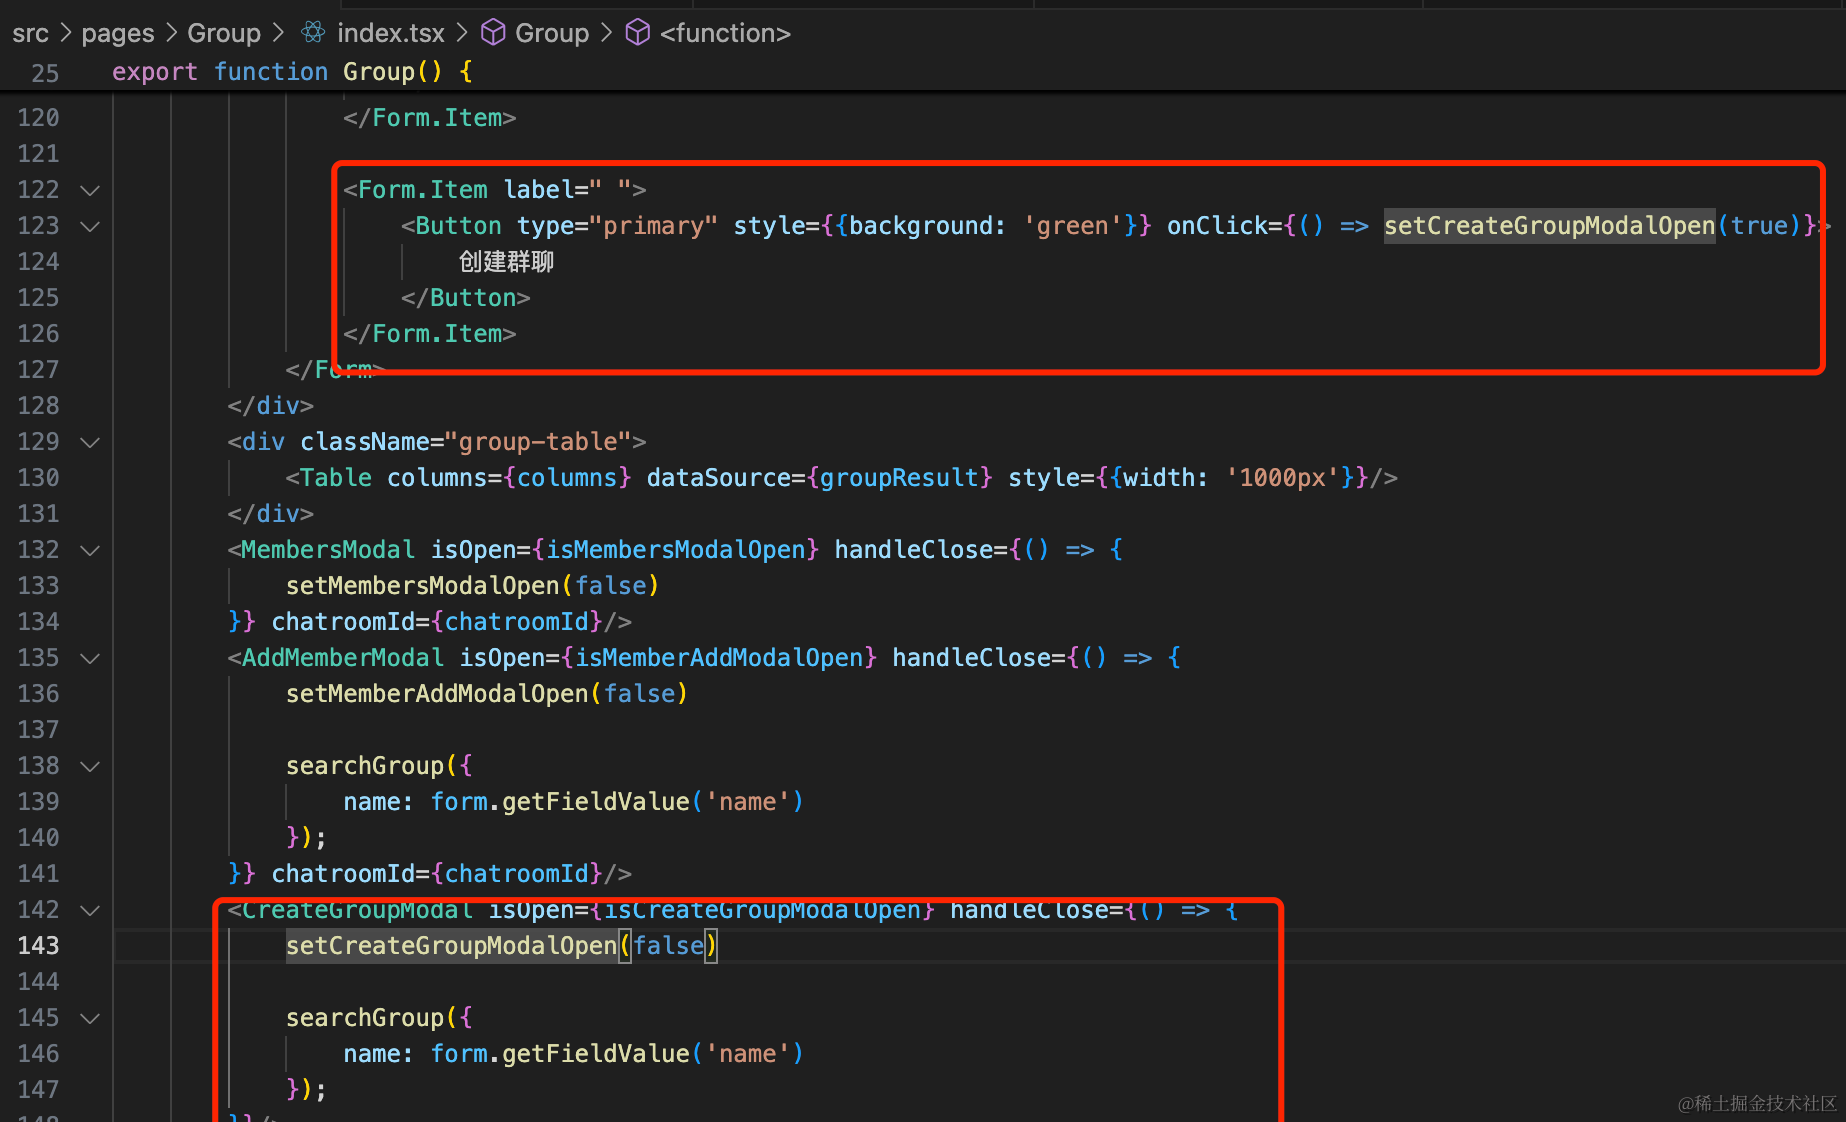 src > pages > Group > index.tsx > Group > <function>
25 export function Group() {
120 </Form.Item>
121
122 <Form.Item label=" ">
123 <Button type="primary" style={{background: 'green'}} onClick={() => setCreateGroupModalOpen(true)}>
124 创建群聊
125 </Button>
126 </Form.Item>
127 </Form>
128 </div>
129 <div className="group-table">
130 <Table columns={columns} dataSource={groupResult} style={{width: '1000px'}}/>
131 </div>
132 <MembersModal isOpen={isMembersModalOpen} handleClose={() => {
133 setMembersModalOpen(false)
134 }} chatroomId={chatroomId}/>
135 <AddMemberModal isOpen={isMemberAddModalOpen} handleClose={() => {
136 setMemberAddModalOpen(false)
137
138 searchGroup({
139 name: form.getFieldValue('name')
140 });
141 }} chatroomId={chatroomId}/>
142 <CreateGroupModal isOpen={isCreateGroupModalOpen} handleClose={() => {
143 setCreateGroupModalOpen(false)
144
145 searchGroup({
146 name: form.getFieldValue('name')
147 });
148 }}/>
@稀土掘金技术社区